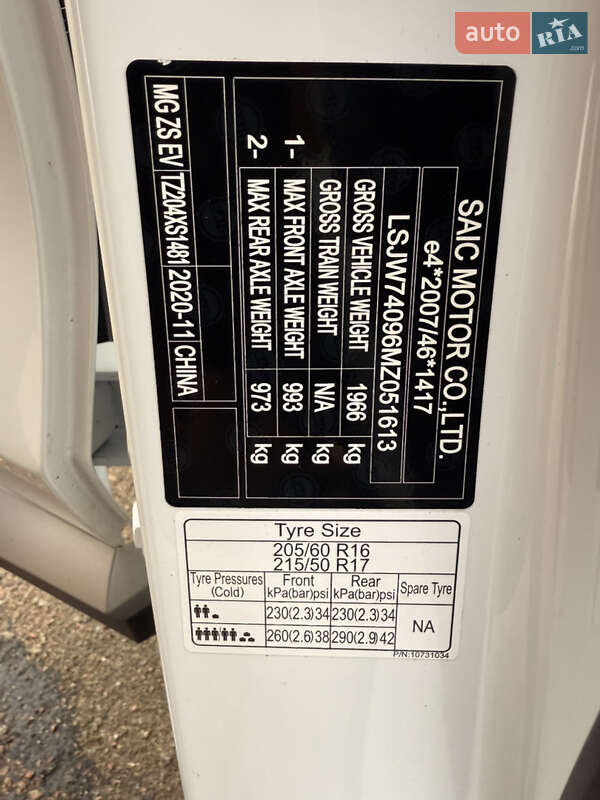 auto RIA.com
SAIC MOTOR CO.,LTD.
e4*2007/46*1417
LSJW74096MZ051613
GROSS VEHICLE WEIGHT 1966 kg
GROSS TRAIN WEIGHT N/A kg
1- MAX FRONT AXLE WEIGHT 993 kg
2- MAX REAR AXLE WEIGHT 973 kg
MG ZS EV TZ204XS1481 2020-11 CHINA
Tyre Size
205/60 R16
215/50 R17
Tyre Pressures (Cold) Front kPa(bar)psi Rear kPa(bar)psi Spare Tyre
230(2.3)34 230(2.3)34 NA
260(2.6)38 290(2.9)42
P/N:10731034